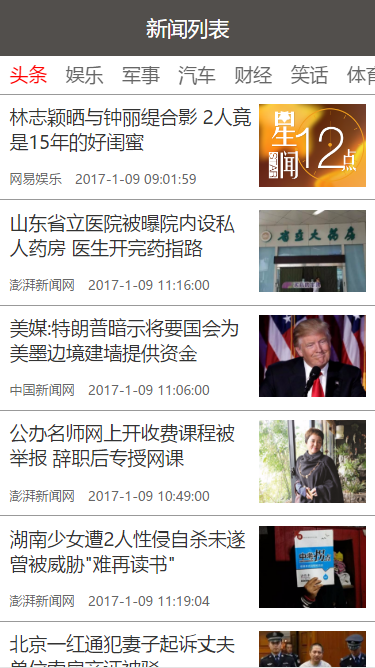 新闻列表
头条 娱乐 军事 汽车 财经 笑话 体育
林志颖晒与钟丽缇合影 2人竟
是15年的好闺蜜
网易娱乐 2017-1-09 09:01:59
星闻12点
山东省立医院被曝院内设私
人药房 医生开完药指路
澎湃新闻网 2017-1-09 11:16:00
美媒:特朗普暗示将要国会为
美墨边境建墙提供资金
中国新闻网 2017-1-09 11:06:00
公办名师网上开收费课程被
举报 辞职后专授网课
澎湃新闻网 2017-1-09 10:49:00
湖南少女遭2人性侵自杀未遂
曾被威胁"难再读书"
澎湃新闻网 2017-1-09 11:19:04
北京一红通犯妻子起诉丈夫